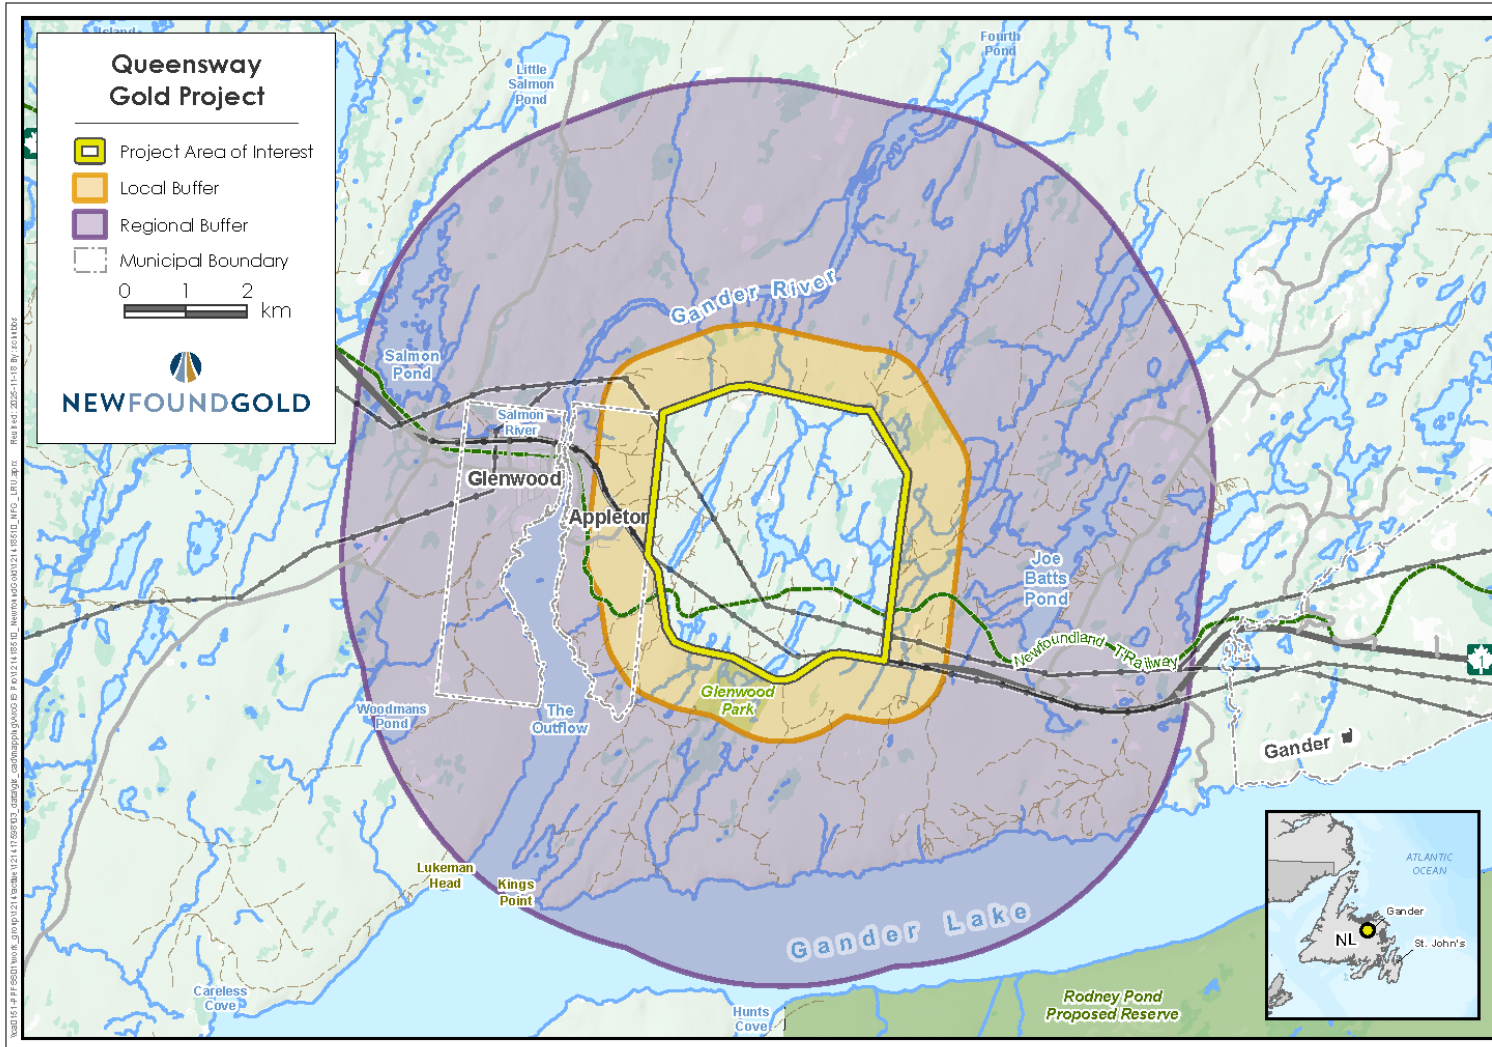 Queensway
Gold Project
Project Area of Interest
Local Buffer
Regional Buffer
Municipal Boundary
0 1 2
km
NEWFOUNDGOLD
Little
Salmon
Pond
Fourth
Pond
Gander River
Salmon
Pond
Salmon
River
Glenwood
Appleton
Joe
Batts
Pond
Newfoundland T'Railway
1
Glenwood
Park
Woodmans
Pond
The
Outflow
Gander
Lukeman
Head
Kings
Point
Gander Lake
Careless
Cove
Hunts
Cove
Rodney Pond
Proposed Reserve
ATLANTIC
OCEAN
Gander
NL
St. John's